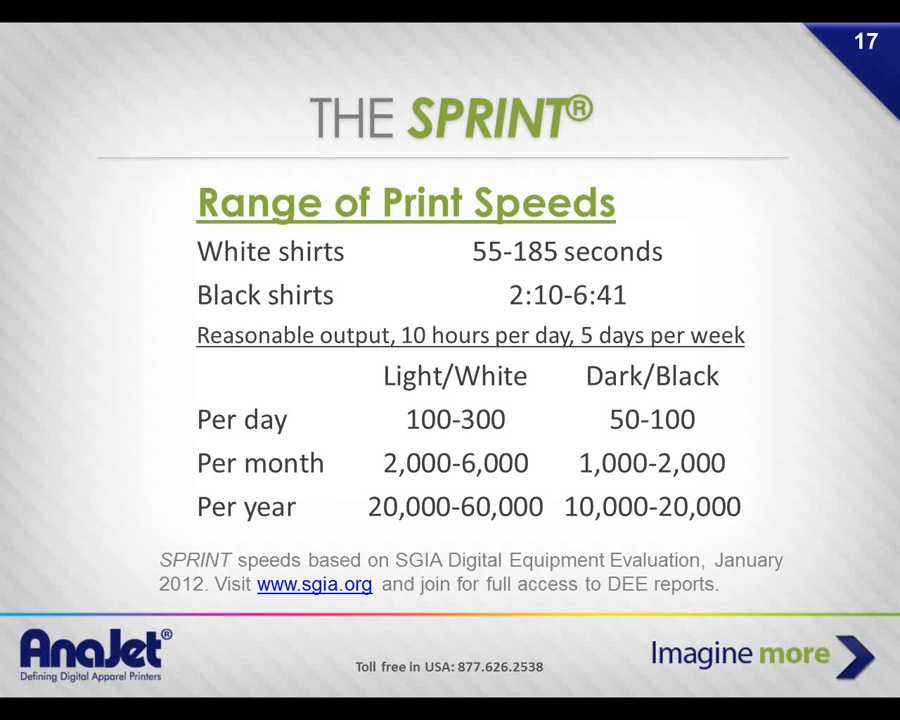 17
THE SPRINT®
Range of Print Speeds
White shirts 55-185 seconds
Black shirts 2:10-6:41
Reasonable output, 10 hours per day, 5 days per week
Light/White Dark/Black
Per day 100-300 50-100
Per month 2,000-6,000 1,000-2,000
Per year 20,000-60,000 10,000-20,000
SPRINT speeds based on SGIA Digital Equipment Evaluation, January
2012. Visit www.sgia.org and join for full access to DEE reports.
AnaJet®
Defining Digital Apparel Printers
Toll free in USA: 877.626.2538
Imagine more